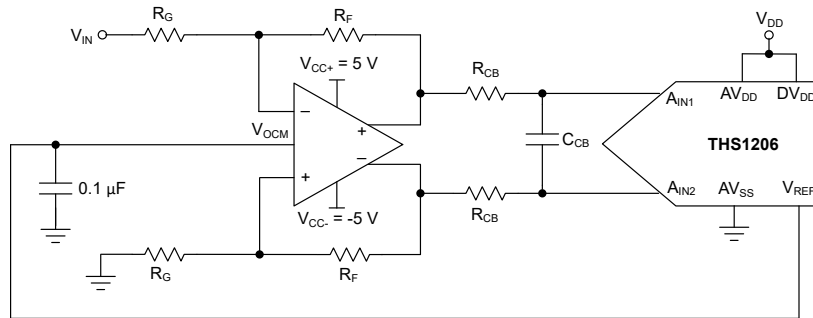 V_DD
R_G
R_F
V_IN
V_CC+ = 5 V
R_CB
A_IN1
AV_DD
DV_DD
−
+
V_OCM
C_CB
THS1206
−
+
0.1 µF
A_IN2
AV_SS
V_REF
V_CC- = -5 V
R_CB
R_G
R_F